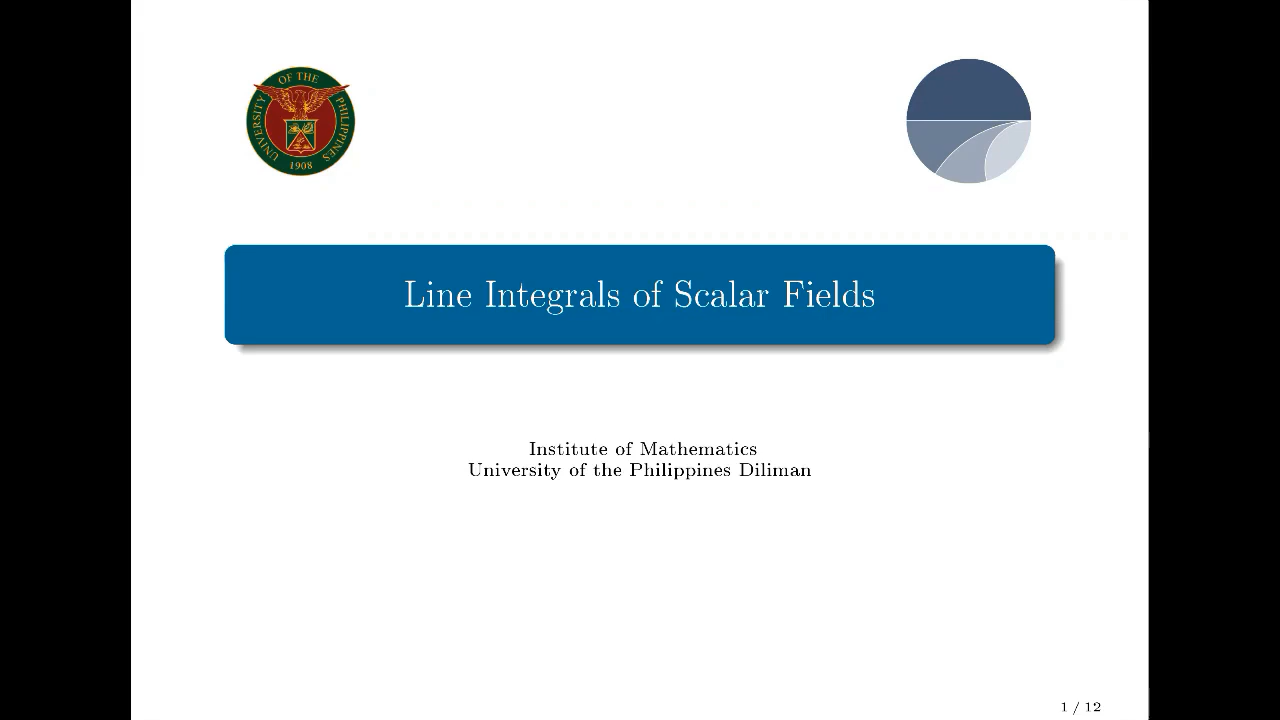 UNIVERSITY OF THE PHILIPPINES
1908
Line Integrals of Scalar Fields
Institute of Mathematics
University of the Philippines Diliman
1 / 12